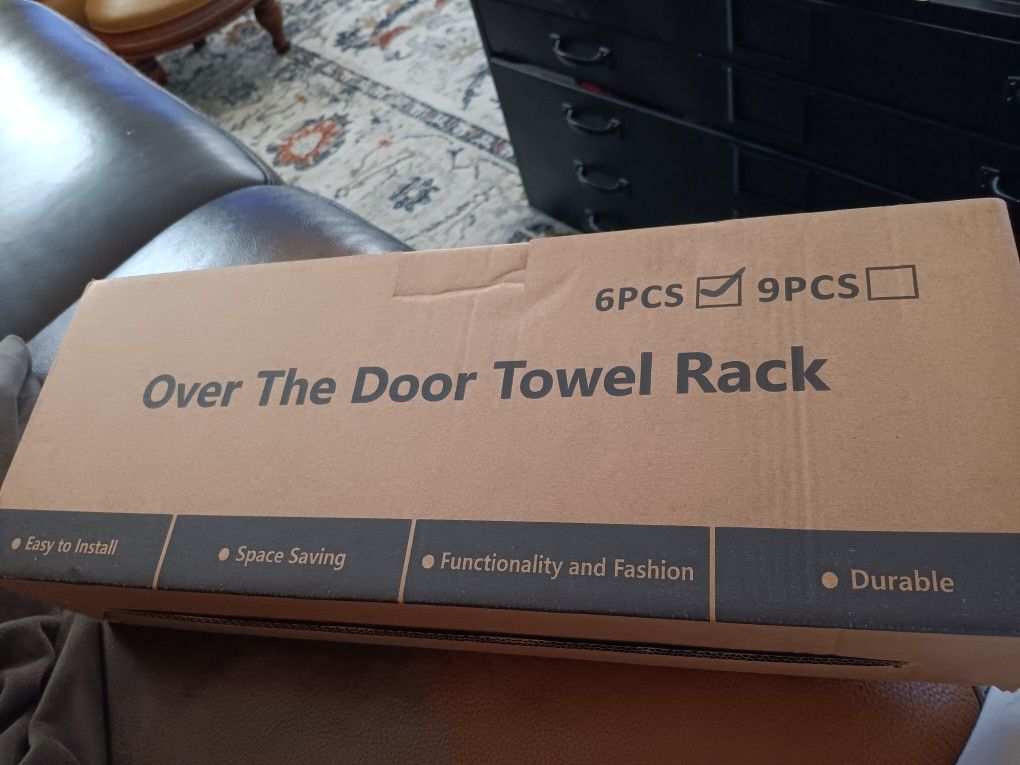 6PCS 9PCS
Over The Door Towel Rack
• Easy to Install
• Space Saving
• Functionality and Fashion
• Durable